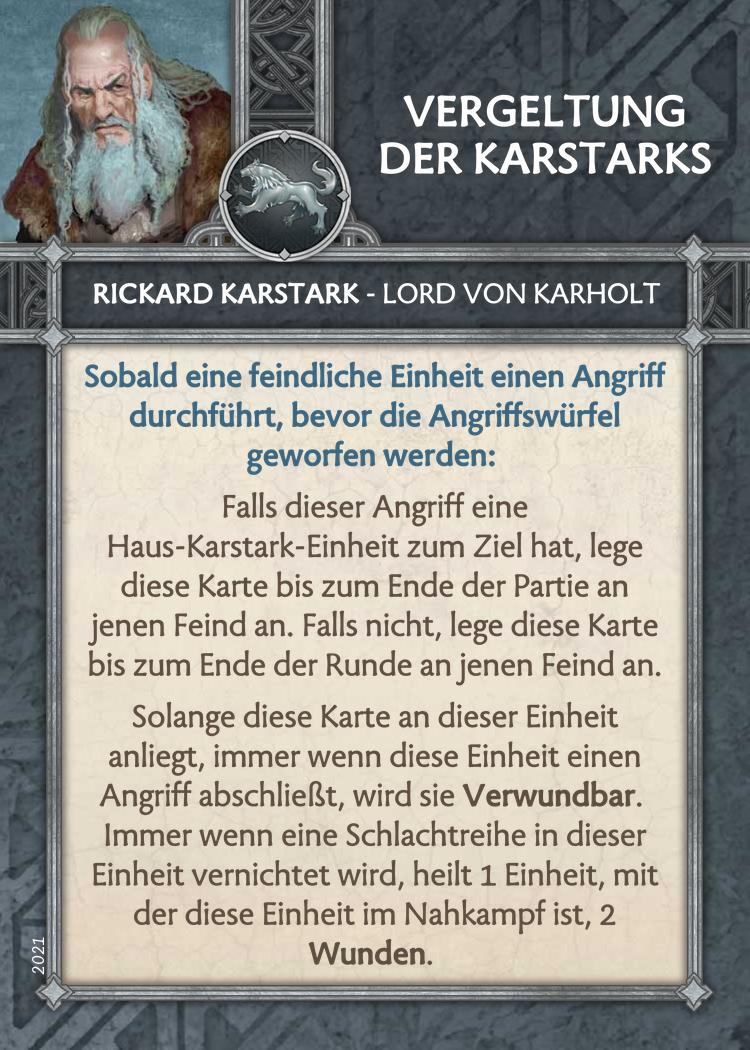 VERGELTUNG
DER KARSTARKS
RICKARD KARSTARK - LORD VON KARHOLT
Sobald eine feindliche Einheit einen Angriff
durchführt, bevor die Angriffswürfel
geworfen werden:
Falls dieser Angriff eine
Haus-Karstark-Einheit zum Ziel hat, lege
diese Karte bis zum Ende der Partie an
jenen Feind an. Falls nicht, lege diese Karte
bis zum Ende der Runde an jenen Feind an.
Solange diese Karte an dieser Einheit
anliegt, immer wenn diese Einheit einen
Angriff abschließt, wird sie Verwundbar.
Immer wenn eine Schlachtreihe in dieser
Einheit vernichtet wird, heilt 1 Einheit, mit
der diese Einheit im Nahkampf ist, 2
Wunden.
2021